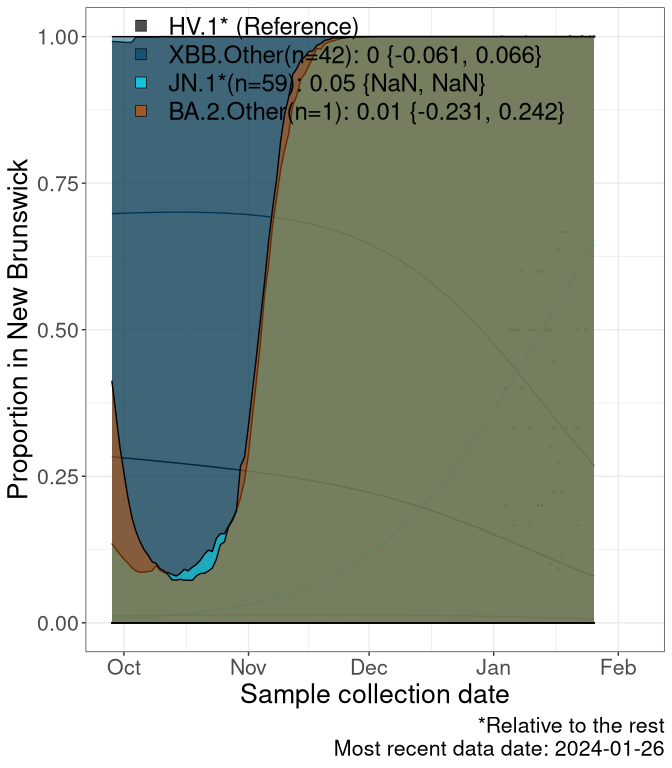 HV.1* (Reference)
XBB.Other(n=42): 0 {-0.061, 0.066}
JN.1*(n=59): 0.05 {NaN, NaN}
BA.2.Other(n=1): 0.01 {-0.231, 0.242}
1.00
0.75
0.50
0.25
0.00
Proportion in New Brunswick
Oct Nov Dec Jan Feb
Sample collection date
*Relative to the rest
Most recent data date: 2024-01-26